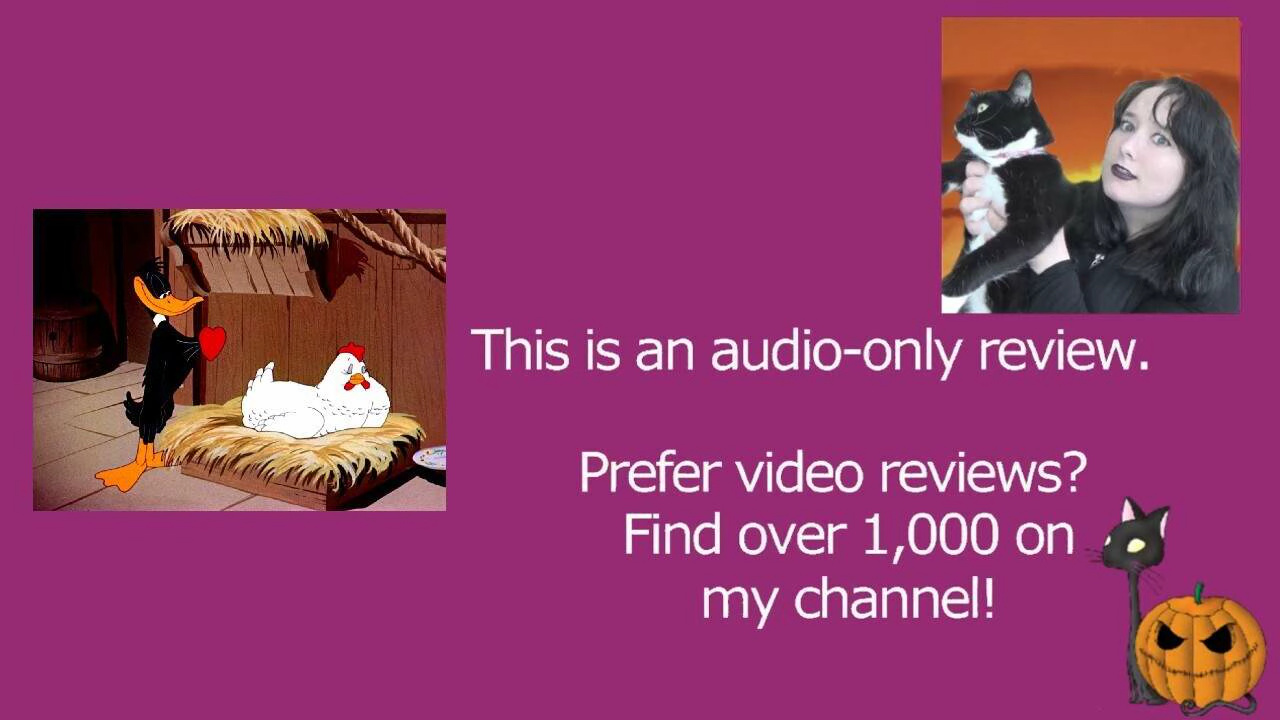 This is an audio-only review.
Prefer video reviews?
Find over 1,000 on
my channel!